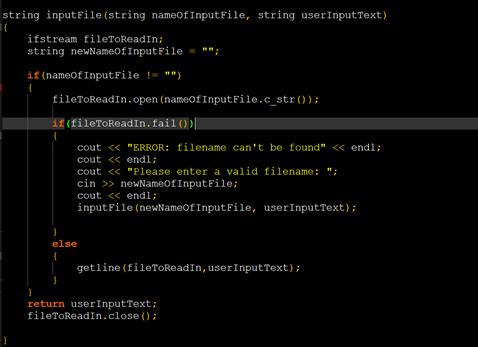 string inputFile(string nameOfInputFile, string userInputText)
{
ifstream fileToReadIn;
string newNameOfInputFile = "";
if(nameOfInputFile != "")
{
fileToReadIn.open(nameOfInputFile.c_str());
if(fileToReadIn.fail())
{
cout << "ERROR: filename can't be found" << endl;
cout << endl;
cout << "Please enter a valid filename: ";
cin >> newNameOfInputFile;
cout << endl;
inputFile(newNameOfInputFile, userInputText);
}
else
{
getline(fileToReadIn,userInputText);
}
}
return userInputText;
fileToReadIn.close();
}